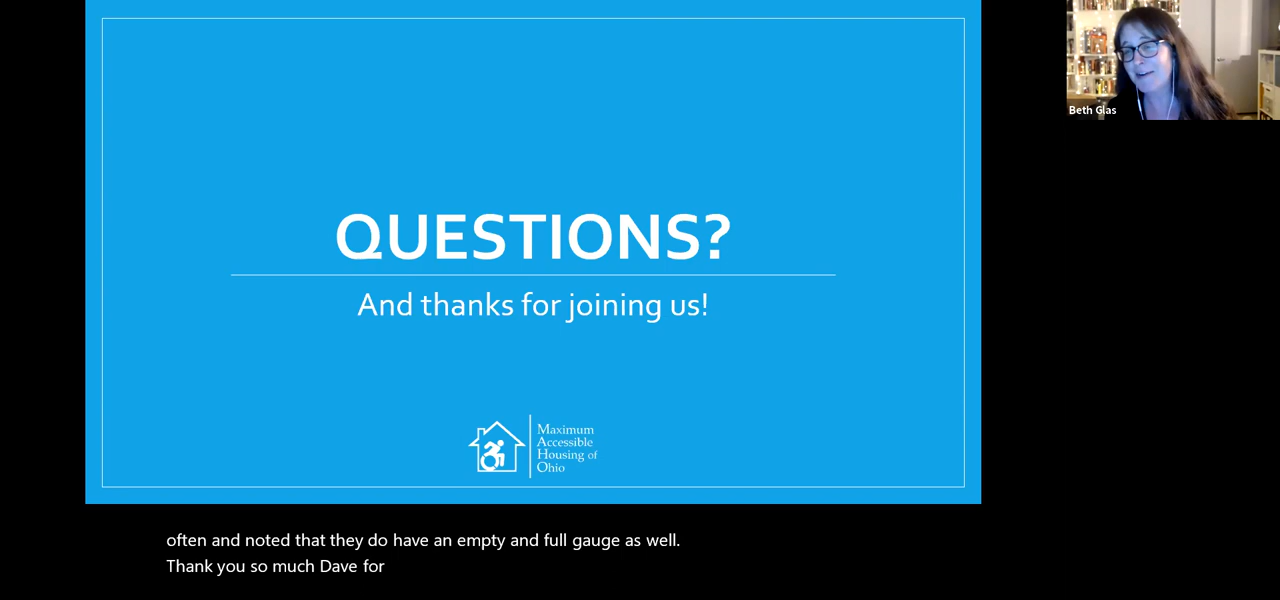 Beth Glas
QUESTIONS?
And thanks for joining us!
Maximum
Accessible
Housing of
Ohio
often and noted that they do have an empty and full gauge as well.
Thank you so much Dave for